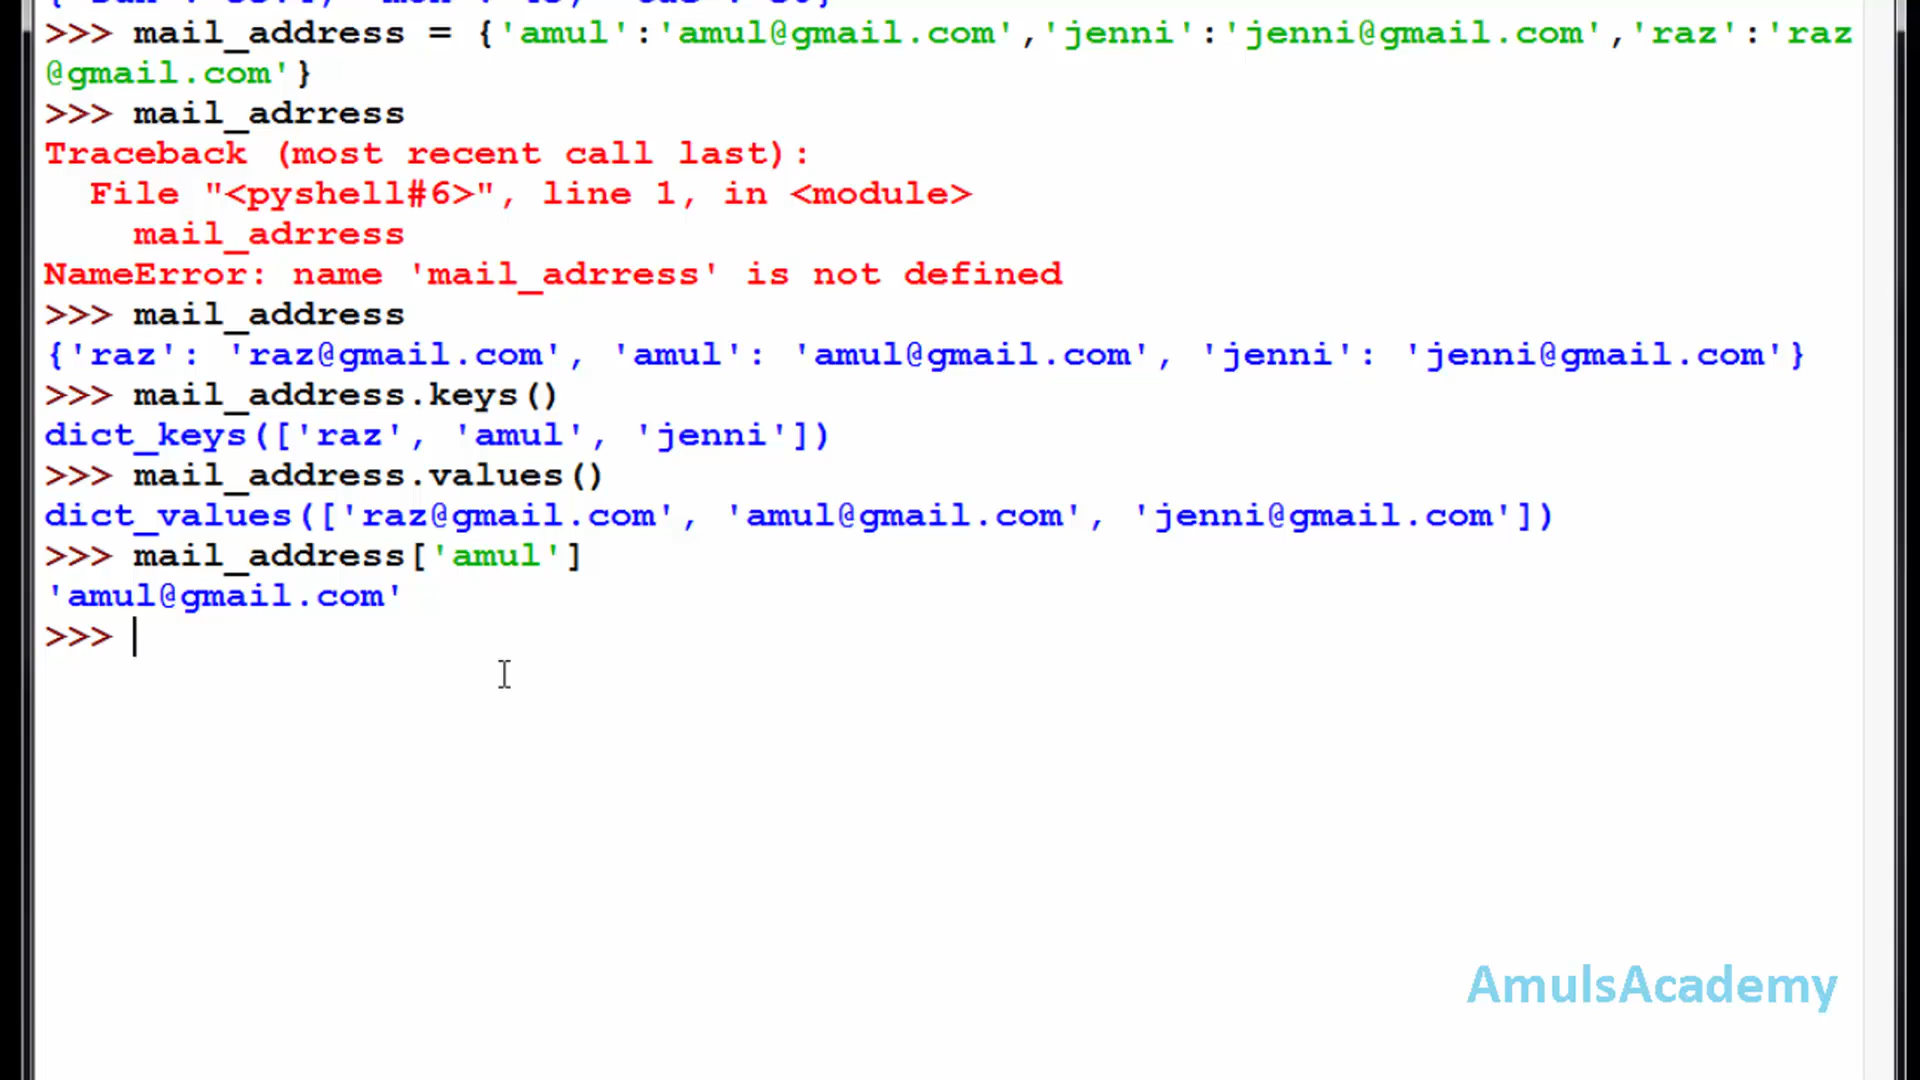 >>> mail_address = {'amul':'amul@gmail.com','jenni':'jenni@gmail.com','raz':'raz
@gmail.com'}
>>> mail_adrress
Traceback (most recent call last):
  File "<pyshell#6>", line 1, in <module>
    mail_adrress
NameError: name 'mail_adrress' is not defined
>>> mail_address
{'raz': 'raz@gmail.com', 'amul': 'amul@gmail.com', 'jenni': 'jenni@gmail.com'}
>>> mail_address.keys()
dict_keys(['raz', 'amul', 'jenni'])
>>> mail_address.values()
dict_values(['raz@gmail.com', 'amul@gmail.com', 'jenni@gmail.com'])
>>> mail_address['amul']
'amul@gmail.com'
>>>
AmulsAcademy